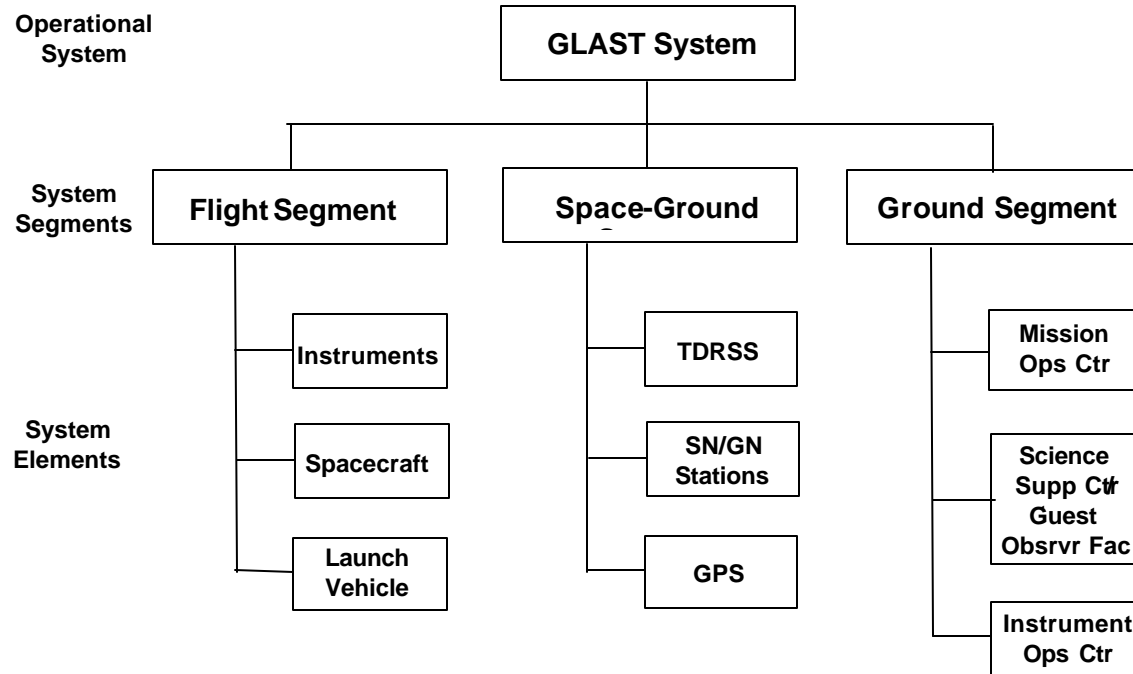 Operational
System
GLAST System
System
Segments
Flight Segment
Space-Ground
Ground Segment
System
Elements
Instruments
Spacecraft
Launch
Vehicle
TDRSS
SN/GN
Stations
GPS
Mission
Ops Ctr
Science
Supp Ctr/
Guest
Obsrvr Fac
Instrument
Ops Ctr